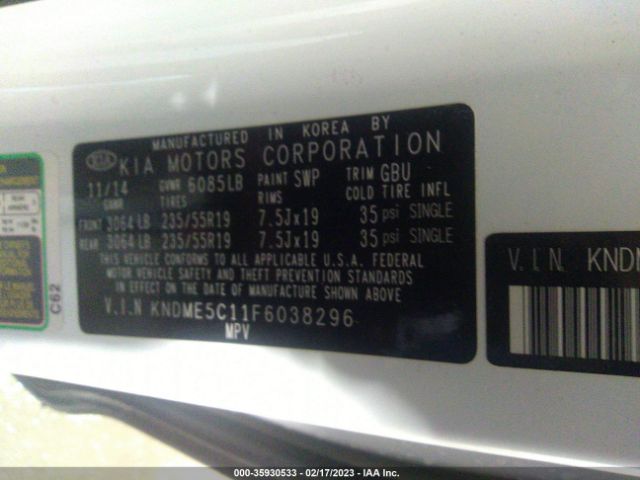 MANUFACTURED IN KOREA BY
KIA KIA MOTORS CORPORATION
11/14 GVWR 6085LB PAINT SWP TRIM GBU
GAWR TIRES RIMS COLD TIRE INFL
FRONT 3064LB 235/55R19 7.5Jx19 35 psi SINGLE
REAR 3064LB 235/55R19 7.5Jx19 35 psi SINGLE
THIS VEHICLE CONFORMS TO ALL APPLICABLE U.S.A. FEDERAL
MOTOR VEHICLE SAFETY AND THEFT PREVENTION STANDARDS
IN EFFECT ON THE DATE OF MANUFACTURE SHOWN ABOVE.
V.I.N KNDME5C11F6038296
MPV
C62
V.I.N. KNDM
000-35930533 - 02/17/2023 - IAA Inc.